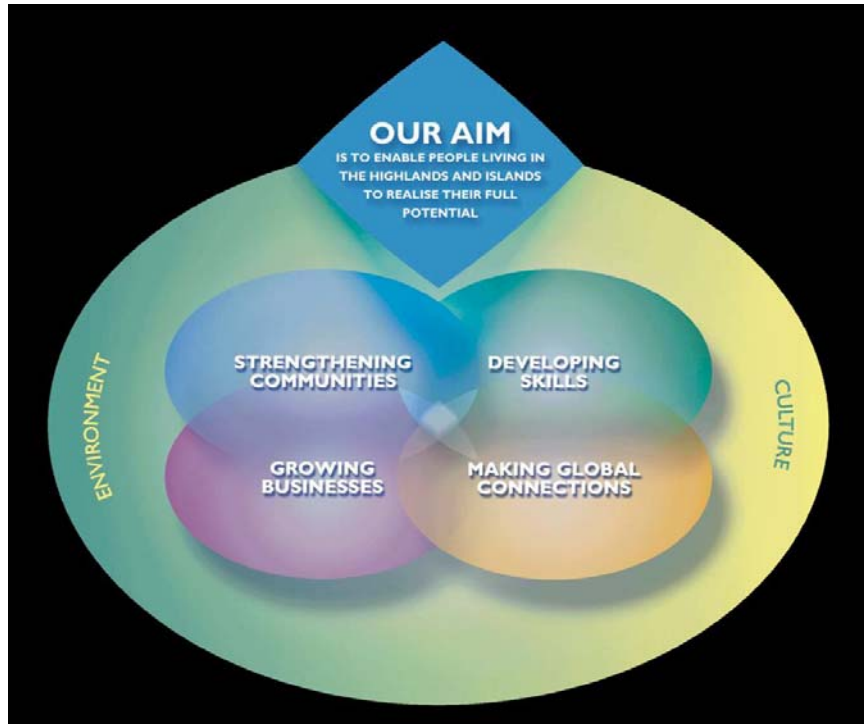 OUR AIM
IS TO ENABLE PEOPLE LIVING IN
THE HIGHLANDS AND ISLANDS
TO REALISE THEIR FULL
POTENTIAL
STRENGTHENING
COMMUNITIES
DEVELOPING
SKILLS
GROWING
BUSINESSES
MAKING GLOBAL
CONNECTIONS
ENVIRONMENT
CULTURE